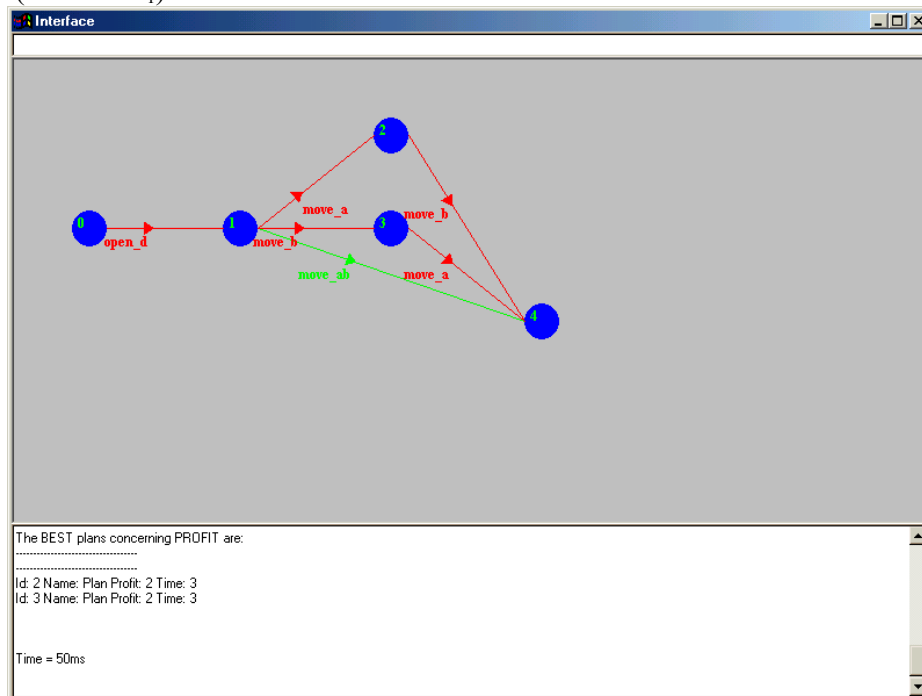 Interface
2
move_a
0
1
3
move_b
open_d
move_b
move_ab
move_a
4
The BEST plans concerning PROFIT are:
------------------------------------
------------------------------------
Id: 2 Name: Plan Profit: 2 Time: 3
Id: 3 Name: Plan Profit: 2 Time: 3
Time = 50ms